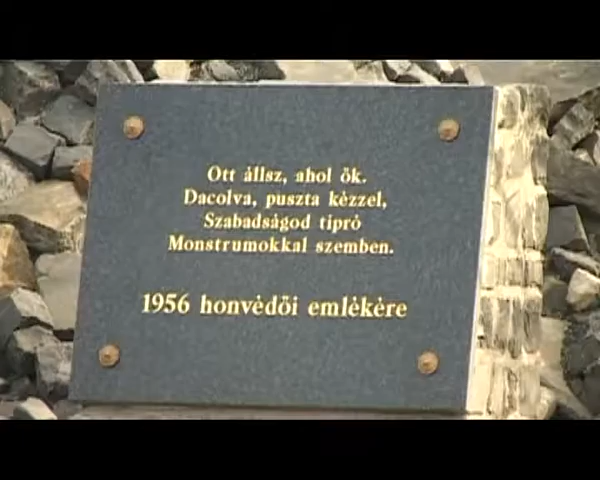 Ott állsz, ahol ők.
Dacolva, puszta kézzel,
Szabadságod tipró
Monstrumokkal szemben.
1956 honvédői emlékére